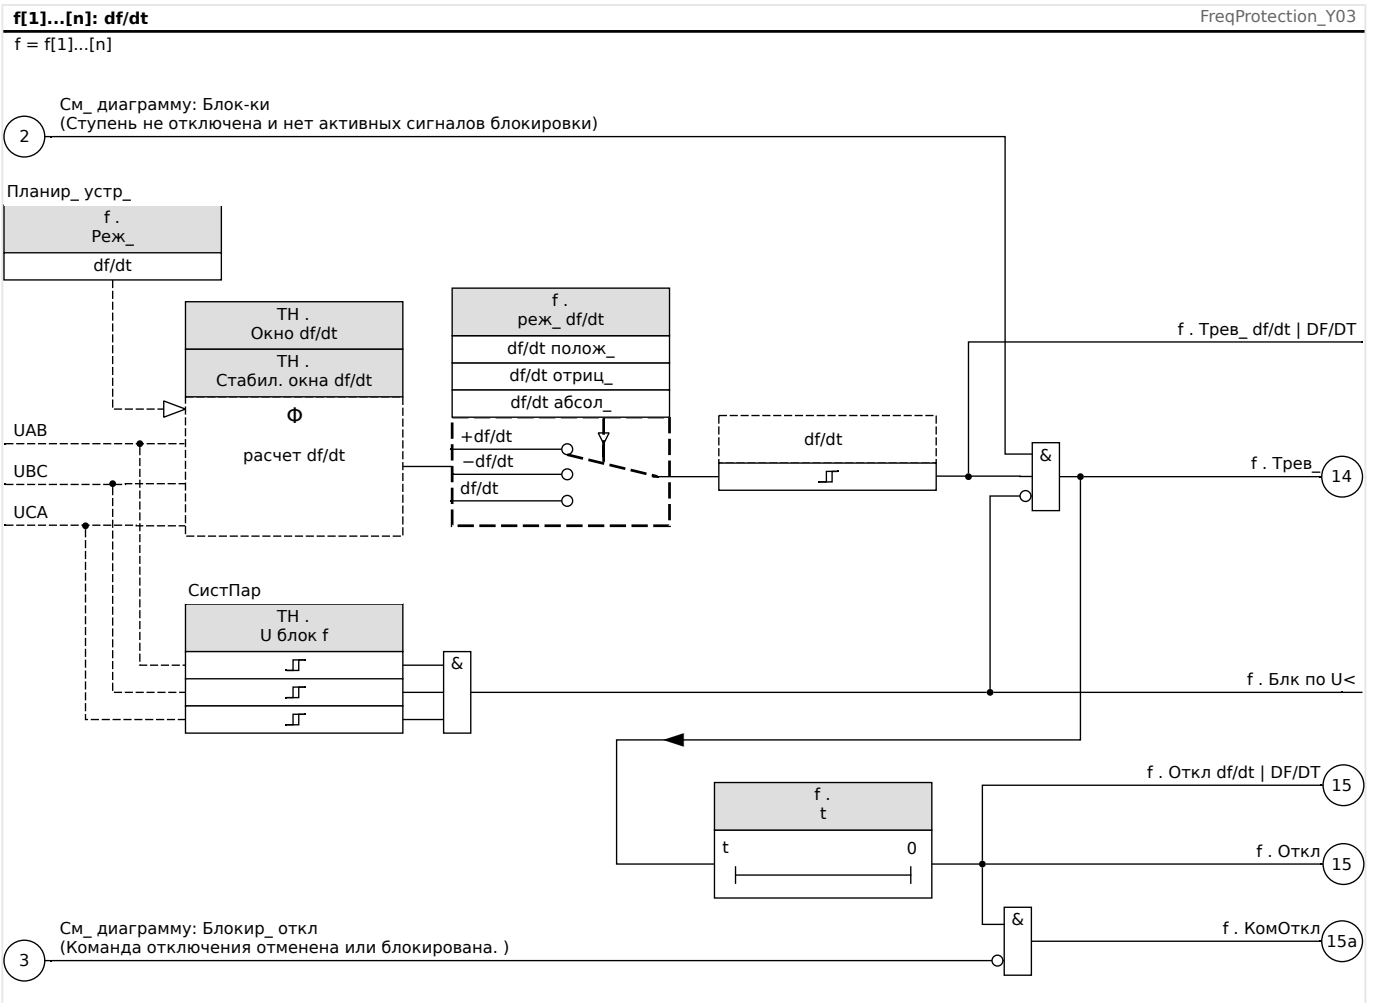 f[1]...[n]: df/dt
FreqProtection_Y03
f = f[1]...[n]
См_ диаграмму: Блок-ки
(Ступень не отключена и нет активных сигналов блокировки)
2
Планир_ устр_
f .
Реж_
df/dt
ТН .
Окно df/dt
ТН .
Стабил. окна df/dt
Φ
расчет df/dt
f .
реж_ df/dt
df/dt полож_
df/dt отриц_
df/dt абсол_
+df/dt
−df/dt
df/dt
df/dt
f . Трев_ df/dt | DF/DT
&
f . Трев_
14
UAB
UBC
UCA
СистПар
ТН .
U блок f
&
f . Блк по U<
f .
t
t
0
f . Откл df/dt | DF/DT
15
f . Откл
15
&
f . КомОткл
15a
См_ диаграмму: Блокир_ откл
(Команда отключения отменена или блокирована. )
3